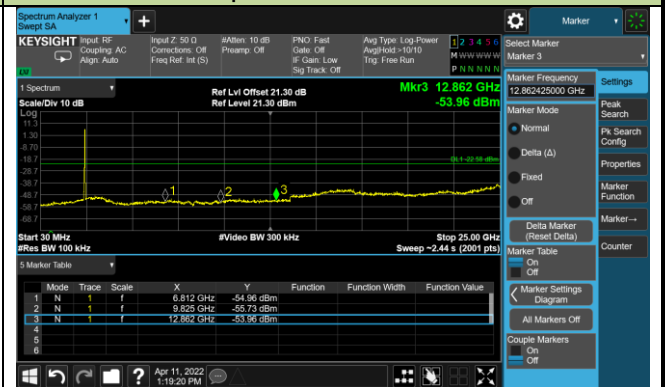 Spectrum Analyzer 1
Swept SA
Marker
KEYSIGHT
Input: RF
Coupling: AC
Align: Auto
Input Z: 50 Ω
Corrections: Off
Freq Ref: Int (S)
#Atten: 10 dB
Preamp: Off
PNO: Fast
Gate: Off
IF Gain: Low
Sig Track: Off
Avg Type: Log-Power
Avg|Hold:>10/10
Trig: Free Run
1 2 3 4 5 6
M W W W W W
P N N N N N
Select Marker
Marker 3
1 Spectrum
Scale/Div 10 dB
Ref Lvl Offset 21.30 dB
Ref Level 21.30 dBm
Mkr3 12.862 GHz
-53.96 dBm
Log
11.3
1.30
-8.70
-18.7
-28.7
-38.7
-48.7
-58.7
-68.7
DL1 -22.56 dBm
1
2
3
Start 30 MHz
#Res BW 100 kHz
#Video BW 300 kHz
Stop 25.00 GHz
Sweep ~2.44 s (2001 pts)
5 Marker Table
Mode Trace Scale X Y Function Function Width Function Value
1 N 1 f 6.812 GHz -54.96 dBm
2 N 1 f 9.825 GHz -55.73 dBm
3 N 1 f 12.862 GHz -53.96 dBm
4
5
6
Marker Frequency
12.862425000 GHz
Marker Mode
Normal
Delta (Δ)
Fixed
Off
Delta Marker
(Reset Delta)
Marker Table
On
Off
Marker Settings
Diagram
All Markers Off
Couple Markers
On
Off
Settings
Peak
Search
Pk Search
Config
Properties
Marker
Function
Marker→
Counter
Apr 11, 2022
1:19:20 PM